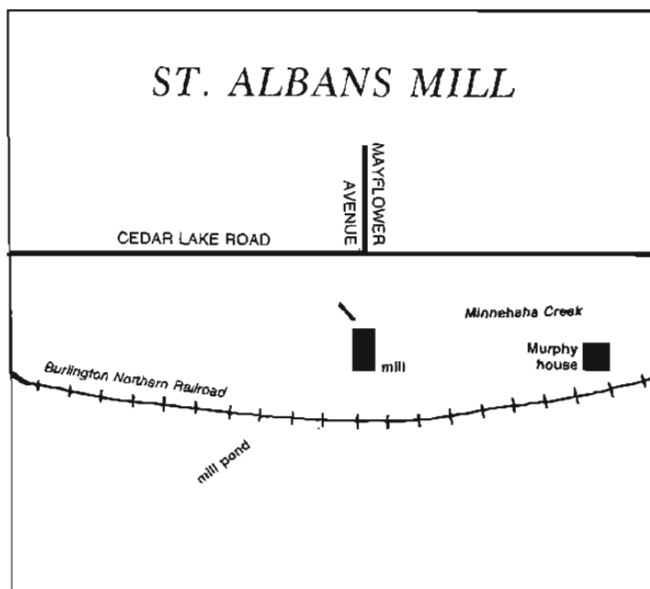 ST. ALBANS MILL
MAYFLOWER
AVENUE
CEDAR LAKE ROAD
Minnehaha Creek
Murphy
house
mill
Burlington Northern Railroad
mill pond